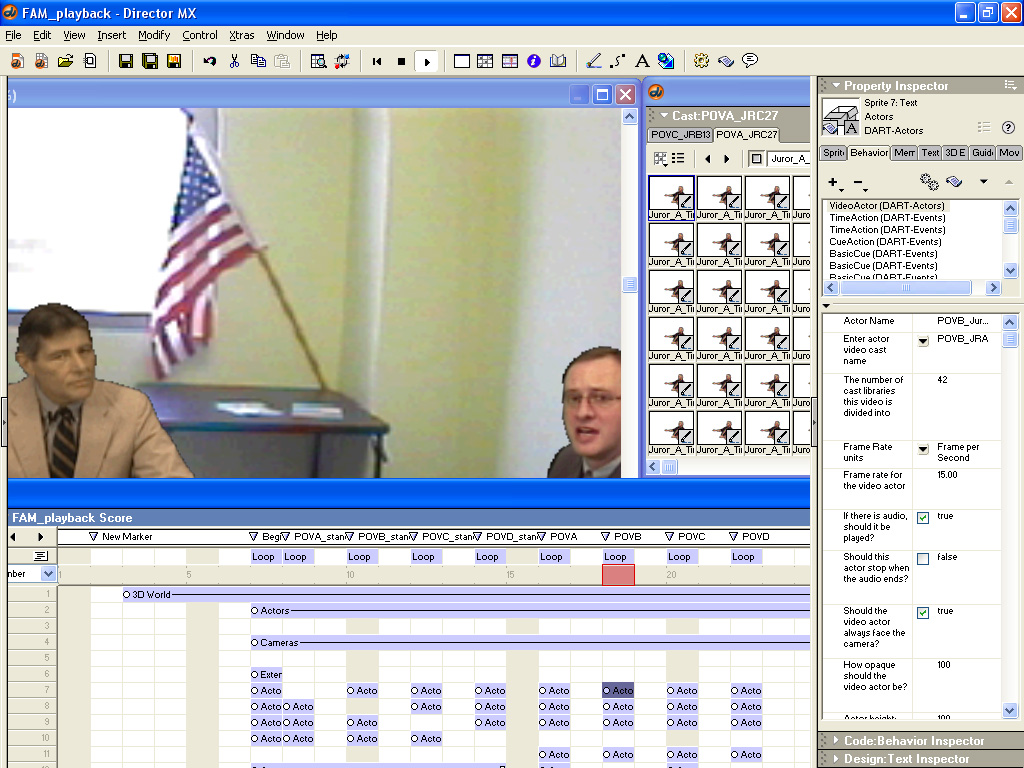 FAM_playback - Director MX
File Edit View Insert Modify Control Xtras Window Help
Cast:POVA_JRC27
POVC_JRB13 POVA_JRC27
Juror_A_
Juror_A_Ti Juror_A_Ti Juror_A_Ti Juro
Juror_A_Ti Juror_A_Ti Juror_A_Ti Juro
Juror_A_Ti Juror_A_Ti Juror_A_Ti Juro
Juror_A_Ti Juror_A_Ti Juror_A_Ti Juro
Juror_A_Ti Juror_A_Ti Juror_A_Ti Juro
Juror_A_Ti Juror_A_Ti Juror_A_Ti Juro
Property Inspector
Sprite 7: Text
Actors
DART-Actors
Sprite Behavior Mem Text 3D E Guide Mov
VideoActor (DART-Actors)
TimeAction (DART-Events)
TimeAction (DART-Events)
CueAction (DART-Events)
BasicCue (DART-Events)
BasicCue (DART-Events)
BasicCue (DART-Events)
Actor Name POVB_Jur...
Enter actor video cast name POVB_JRA
The number of cast libraries this video is divided into 42
Frame Rate units Frame per Second
Frame rate for the video actor 15.00
If there is audio, should it be played? true
Should this actor stop when the audio ends? false
Should the video actor always face the camera? true
How opaque should the video actor be? 100
Actor height: 100
Code:Behavior Inspector
Design:Text Inspector
FAM_playback Score
New Marker Begi POVA_stan POVB_stan POVC_stan POVD_stan POVA POVB POVC POVD
Loop Loop Loop Loop Loop Loop Loop Loop Loop
nber 1 5 10 15 20
1 3D World
2 Actors
3
4 Cameras
5
6 Exter
7 Acto Acto Acto Acto Acto Acto Acto Acto
8 Acto Acto Acto Acto Acto Acto Acto Acto
9 Acto Acto Acto Acto Acto Acto Acto Acto
10 Acto Acto Acto Acto
11 Acto Acto Acto Acto